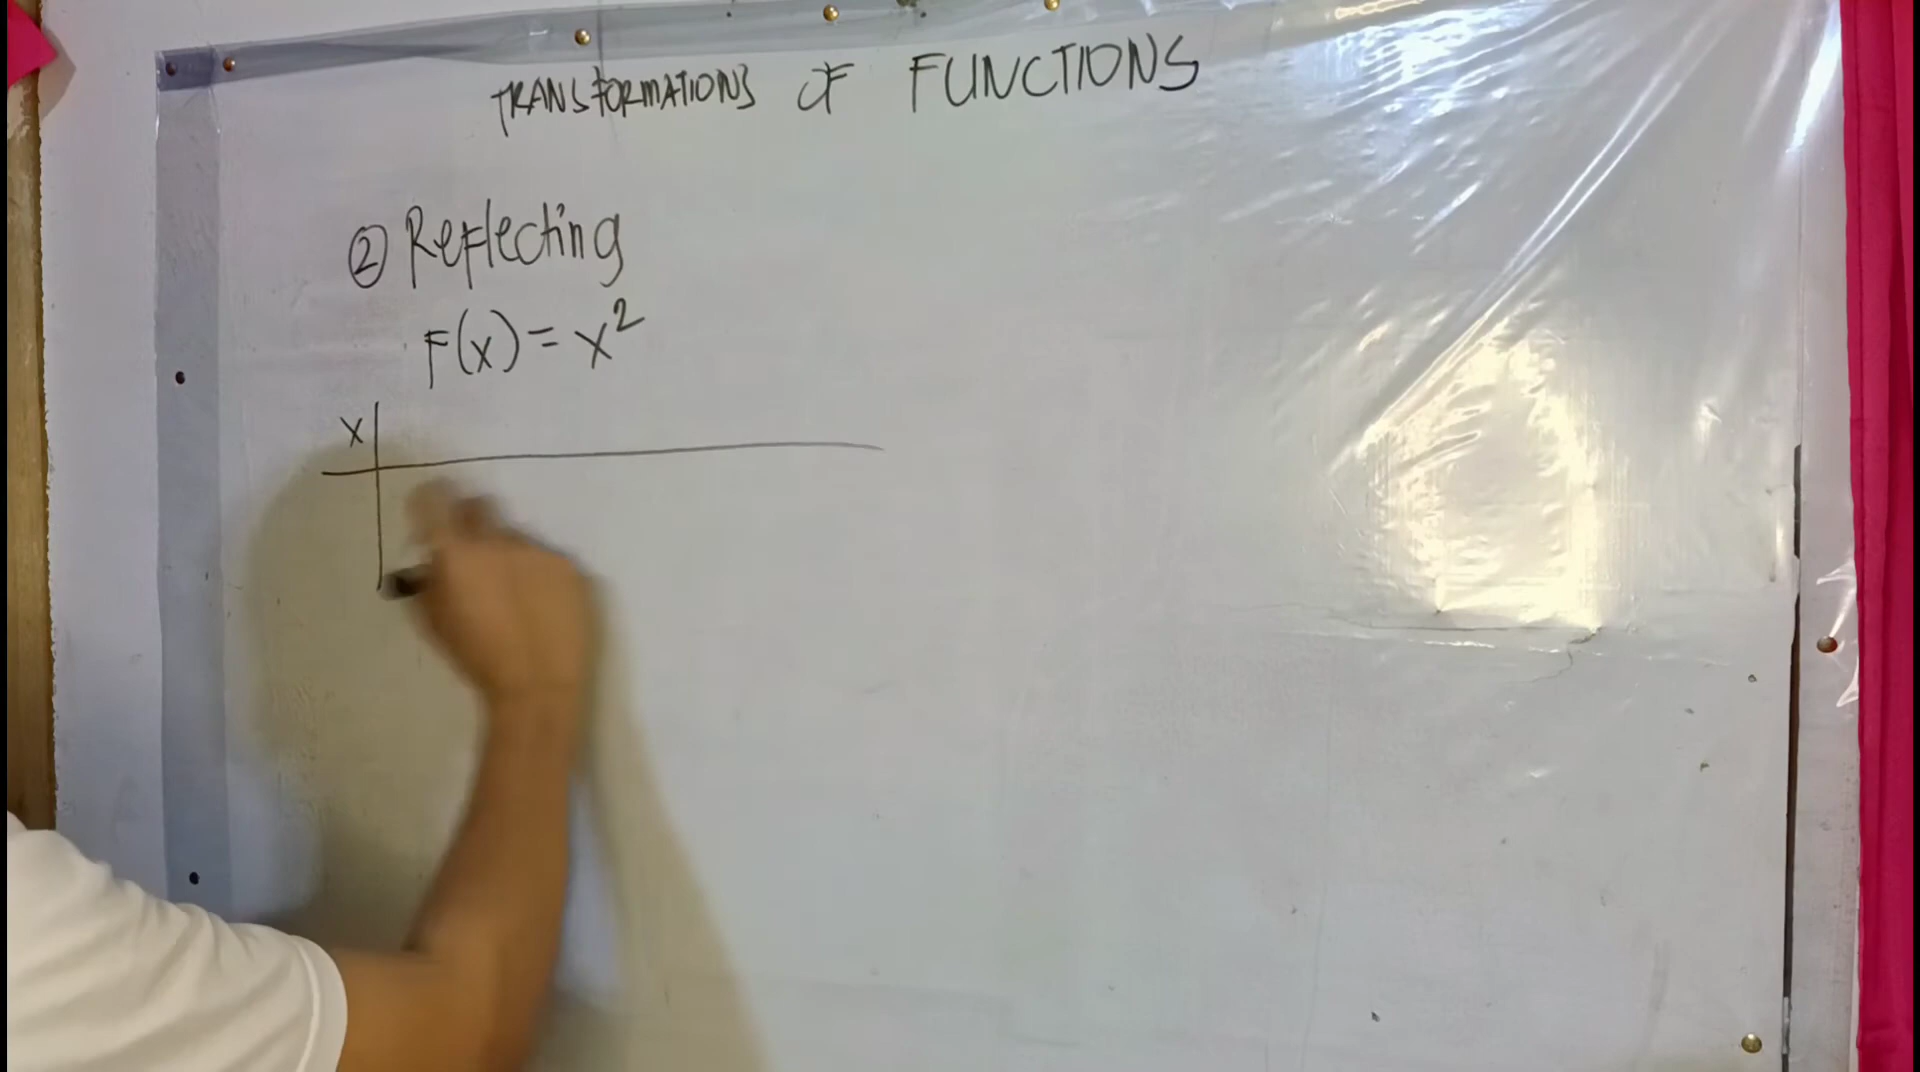 TRANSFORMATIONS OF FUNCTIONS
② Reflecting
F(x) = x²
x